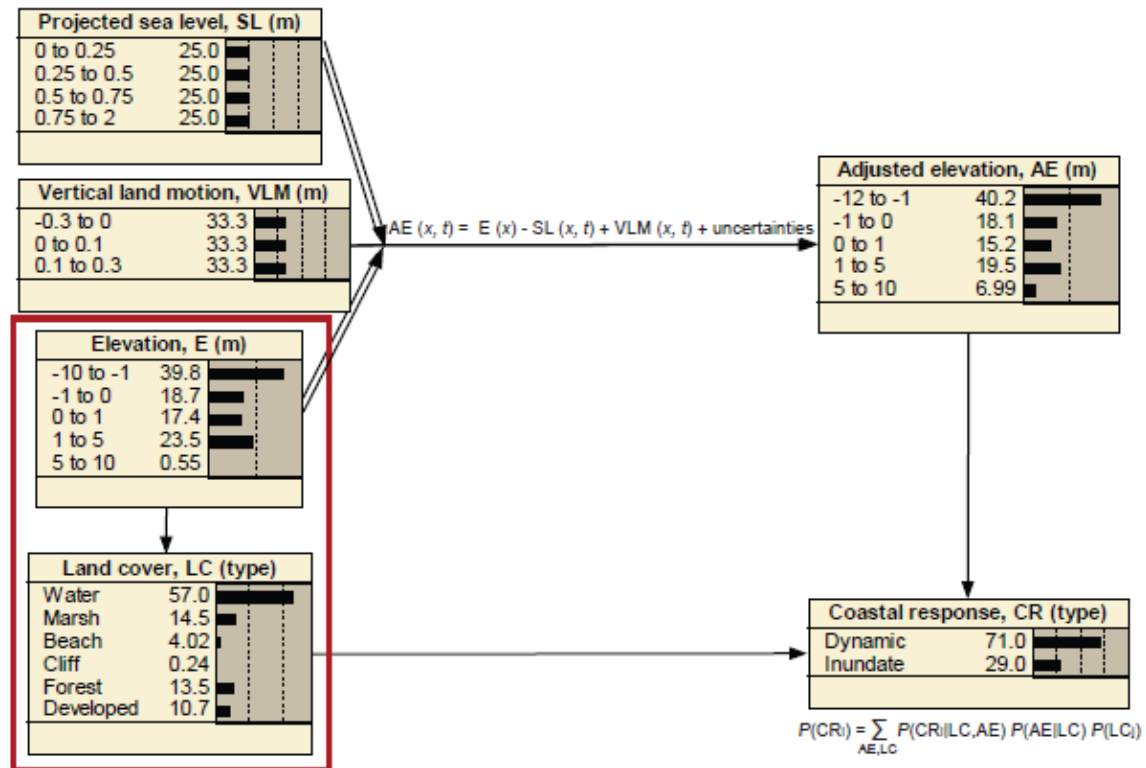 Projected sea level, SL (m)
0 to 0.25 25.0
0.25 to 0.5 25.0
0.5 to 0.75 25.0
0.75 to 2 25.0
Vertical land motion, VLM (m)
-0.3 to 0 33.3
0 to 0.1 33.3
0.1 to 0.3 33.3
Elevation, E (m)
-10 to -1 39.8
-1 to 0 18.7
0 to 1 17.4
1 to 5 23.5
5 to 10 0.55
Land cover, LC (type)
Water 57.0
Marsh 14.5
Beach 4.02
Cliff 0.24
Forest 13.5
Developed 10.7
AE (x, t) = E (x) - SL (x, t) + VLM (x, t) + uncertainties
Adjusted elevation, AE (m)
-12 to -1 40.2
-1 to 0 18.1
0 to 1 15.2
1 to 5 19.5
5 to 10 6.99
Coastal response, CR (type)
Dynamic 71.0
Inundate 29.0
P(CRi) = ∑ P(CRi|LC,AE) P(AE|LC) P(LCj)
AE,LC